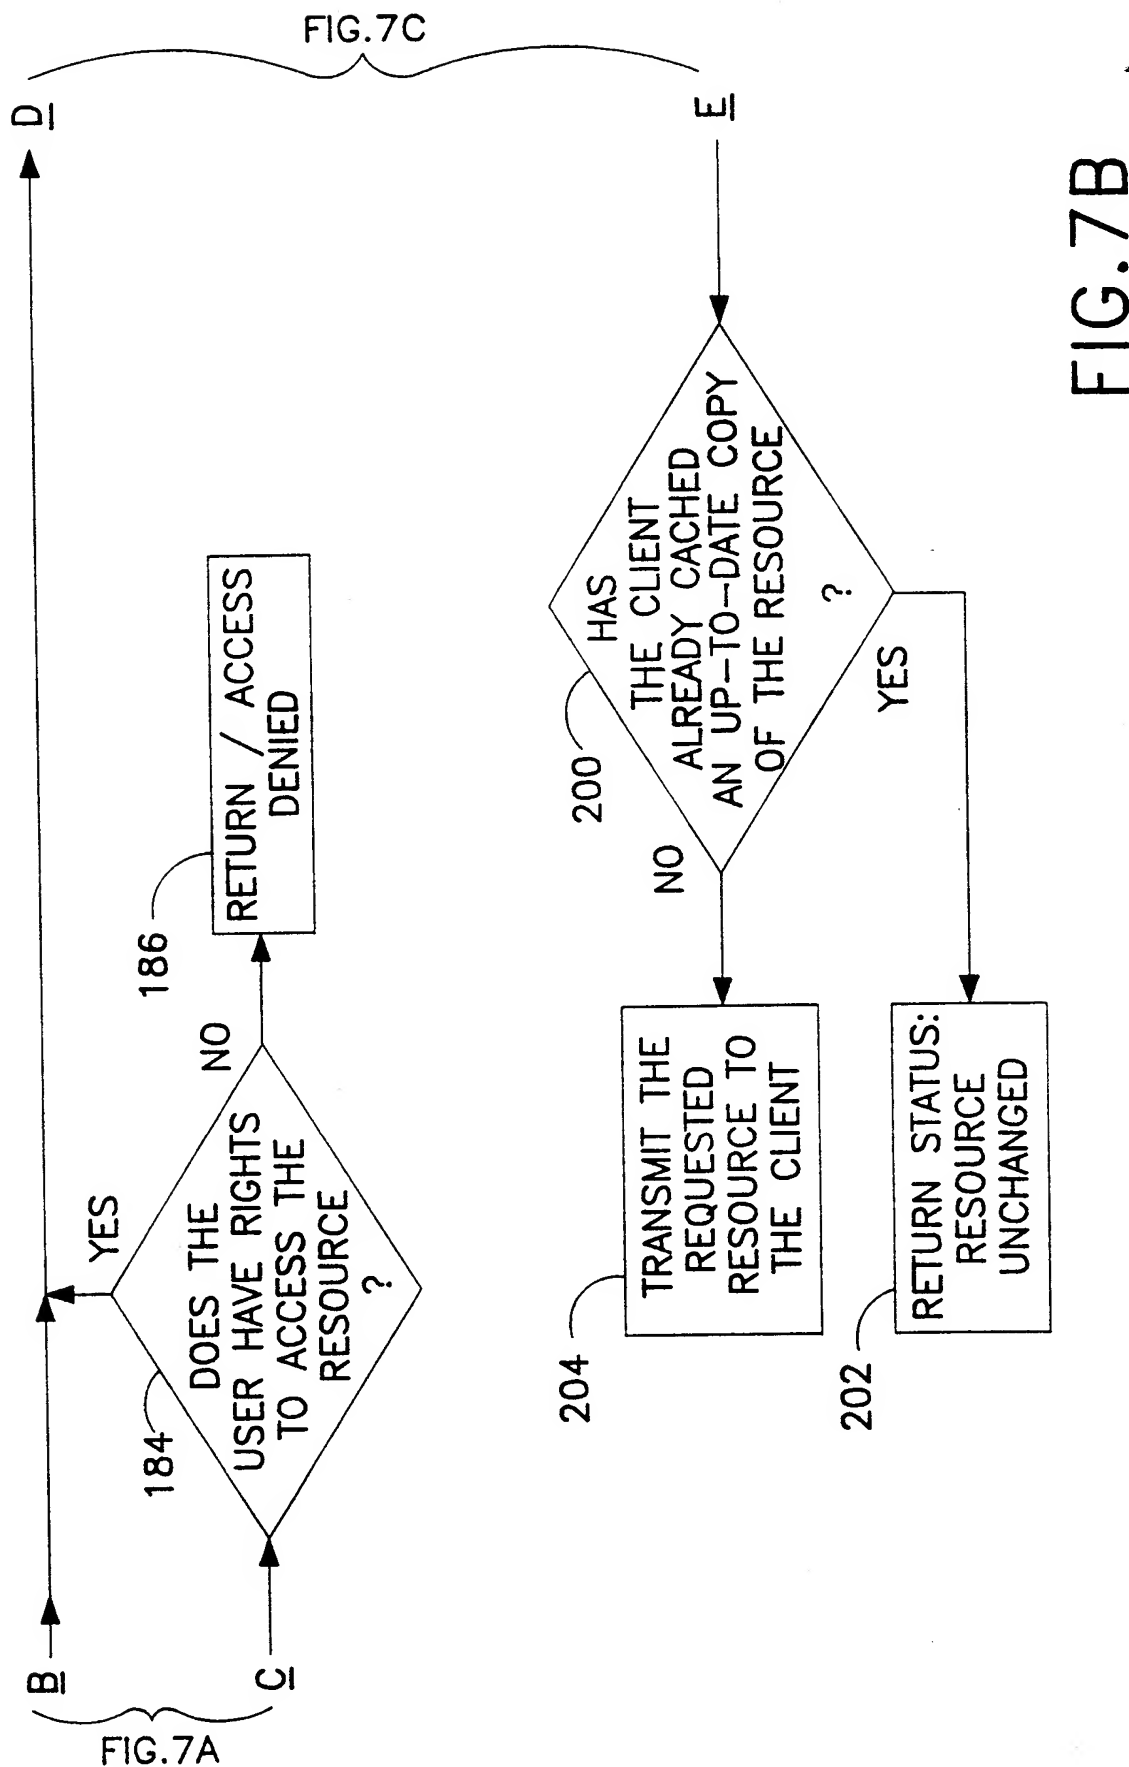 FIG.7A
B
C
184
DOES THE
USER HAVE RIGHTS
TO ACCESS THE
RESOURCE
?
YES
NO
186
RETURN / ACCESS
DENIED
D
FIG.7C
E
200
HAS
THE CLIENT
ALREADY CACHED
AN UP-TO-DATE COPY
OF THE RESOURCE
?
NO
YES
204
TRANSMIT THE
REQUESTED
RESOURCE TO
THE CLIENT
202
RETURN STATUS:
RESOURCE
UNCHANGED
FIG.7B